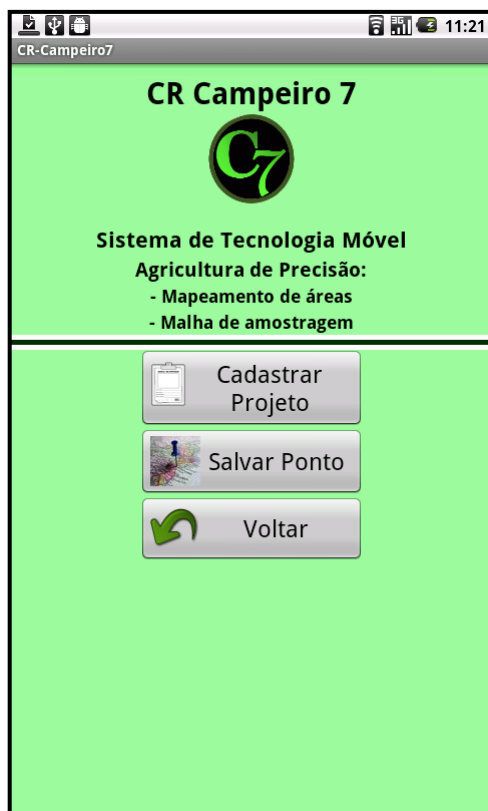 3G 11:21
CR-Campeiro7
CR Campeiro 7
C7
Sistema de Tecnologia Móvel
Agricultura de Precisão:
- Mapeamento de áreas
- Malha de amostragem
Cadastrar
Projeto
Salvar Ponto
Voltar